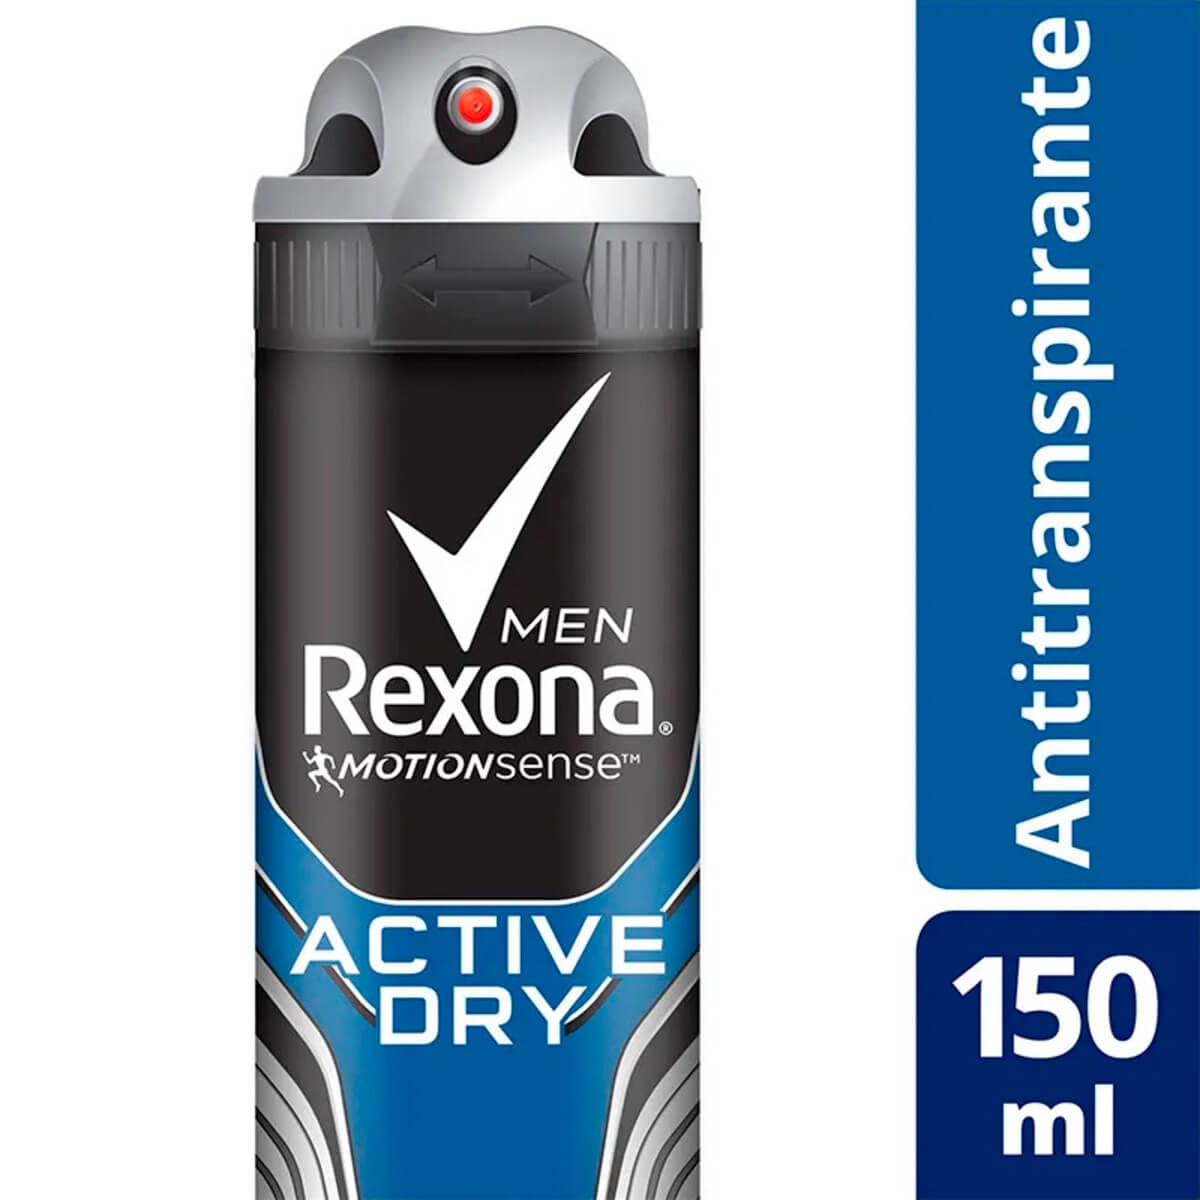 MEN
Rexona®
MOTIONsense™
ACTIVE
DRY
Antitranspirante
150
ml